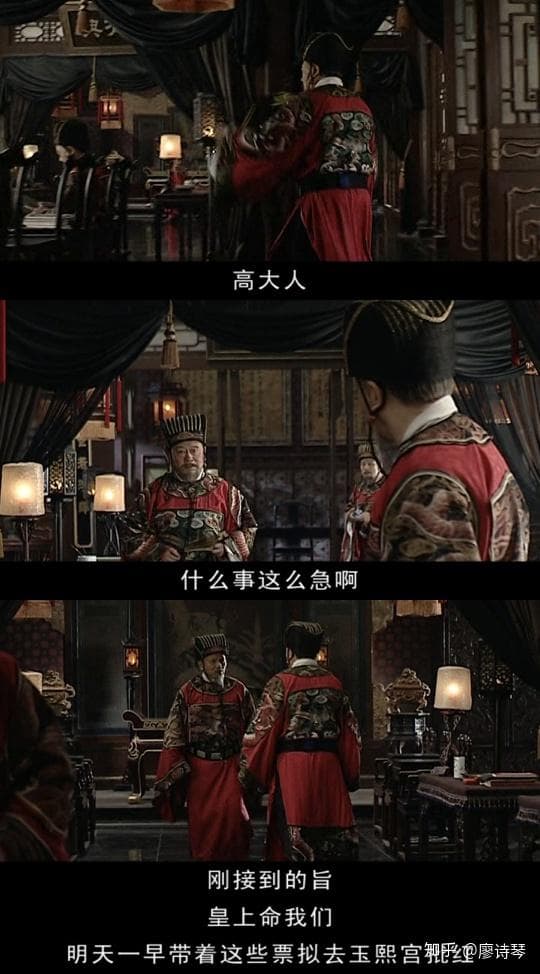 高大人
什么事这么急啊
刚接到的旨
皇上命我们
明天一早带着这些票拟去玉熙宫批红
知乎 @廖诗琴